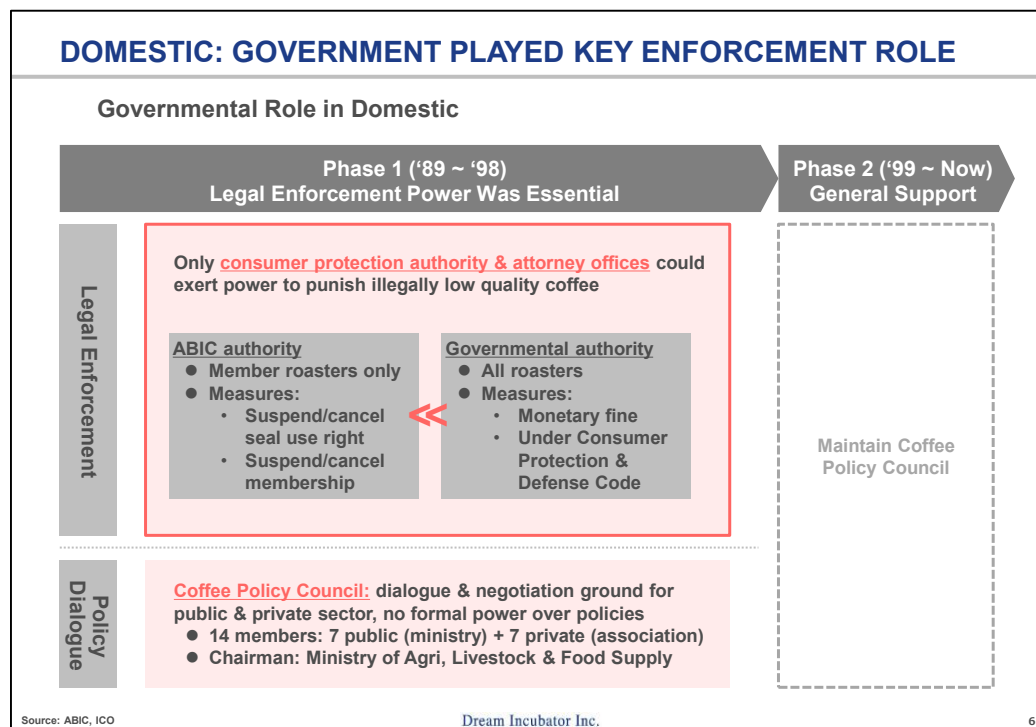 DOMESTIC: GOVERNMENT PLAYED KEY ENFORCEMENT ROLE
Governmental Role in Domestic
Phase 1 (‘89 ~ ‘98)
Legal Enforcement Power Was Essential
Phase 2 (‘99 ~ Now)
General Support
Legal Enforcement
Only consumer protection authority & attorney offices could
exert power to punish illegally low quality coffee
ABIC authority
● Member roasters only
● Measures:
• Suspend/cancel
seal use right
• Suspend/cancel
membership
<<
Governmental authority
● All roasters
● Measures:
• Monetary fine
• Under Consumer
Protection &
Defense Code
Maintain Coffee
Policy Council
Policy
Dialogue
Coffee Policy Council: dialogue & negotiation ground for
public & private sector, no formal power over policies
● 14 members: 7 public (ministry) + 7 private (association)
● Chairman: Ministry of Agri, Livestock & Food Supply
Source: ABIC, ICO
Dream Incubator Inc.
6